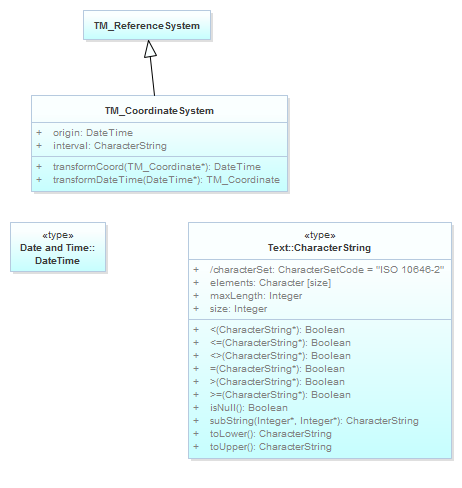 TM_ReferenceSystem
TM_CoordinateSystem
+ origin: DateTime
+ interval: CharacterString
+ transformCoord(TM_Coordinate*): DateTime
+ transformDateTime(DateTime*): TM_Coordinate
«type»
Date and Time::
DateTime
«type»
Text::CharacterString
+ /characterSet: CharacterSetCode = "ISO 10646-2"
+ elements: Character [size]
+ maxLength: Integer
+ size: Integer
+ <(CharacterString*): Boolean
+ <=(CharacterString*): Boolean
+ <>(CharacterString*): Boolean
+ =(CharacterString*): Boolean
+ >(CharacterString*): Boolean
+ >=(CharacterString*): Boolean
+ isNull(): Boolean
+ subString(Integer*, Integer*): CharacterString
+ toLower(): CharacterString
+ toUpper(): CharacterString